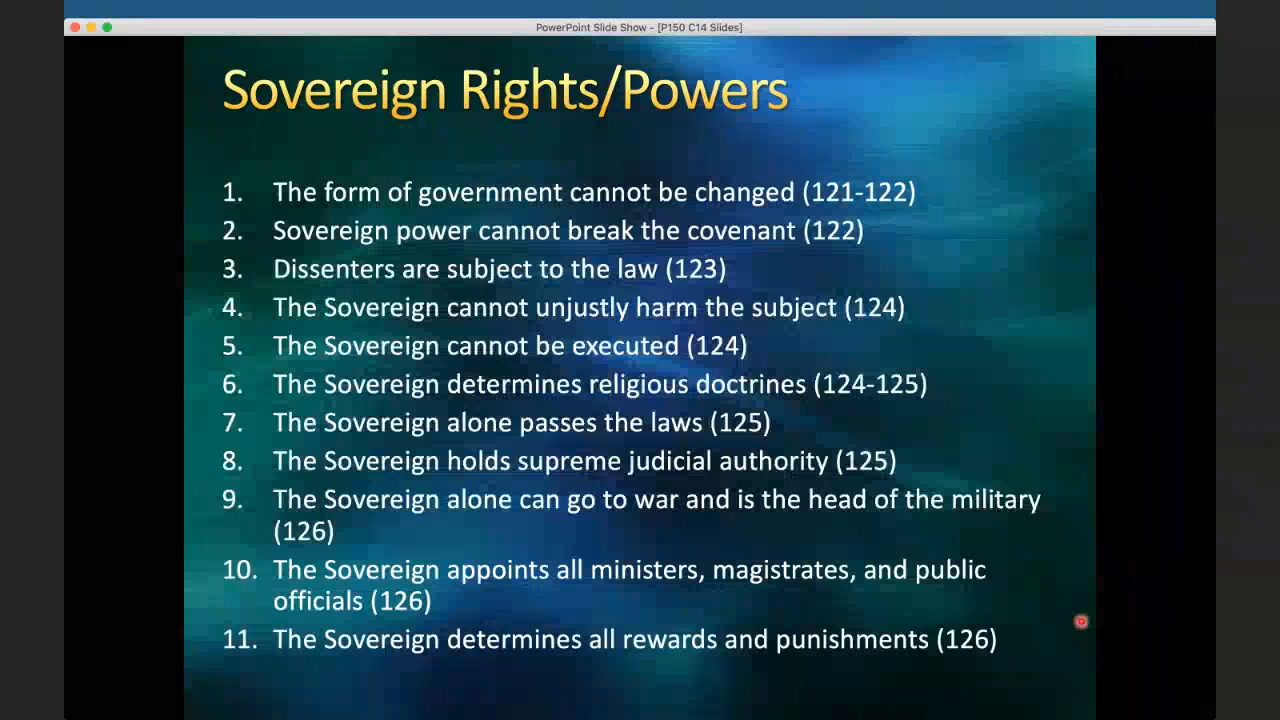 PowerPoint Slide Show - [P150 C14 Slides]
Sovereign Rights/Powers
1. The form of government cannot be changed (121-122)
2. Sovereign power cannot break the covenant (122)
3. Dissenters are subject to the law (123)
4. The Sovereign cannot unjustly harm the subject (124)
5. The Sovereign cannot be executed (124)
6. The Sovereign determines religious doctrines (124-125)
7. The Sovereign alone passes the laws (125)
8. The Sovereign holds supreme judicial authority (125)
9. The Sovereign alone can go to war and is the head of the military
(126)
10. The Sovereign appoints all ministers, magistrates, and public
officials (126)
11. The Sovereign determines all rewards and punishments (126)